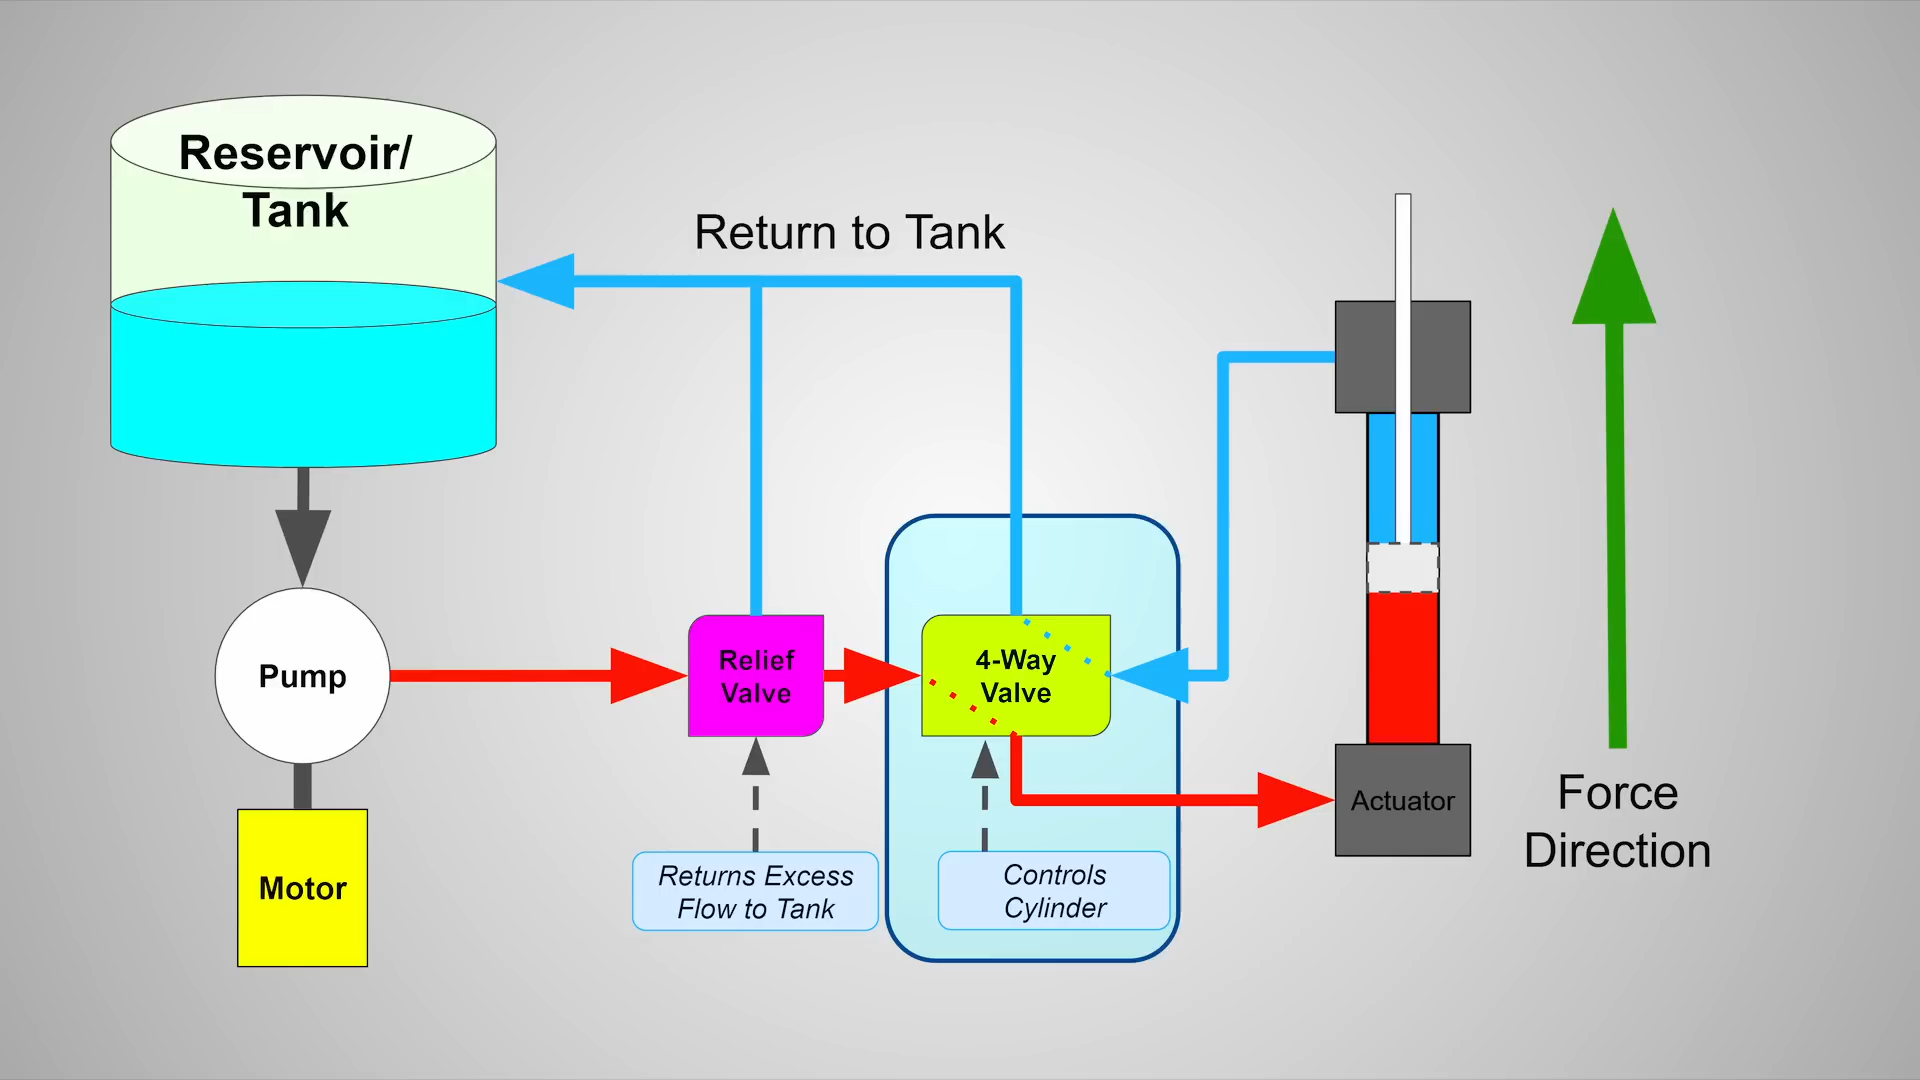 Reservoir/
Tank
Return to Tank
Pump
Relief
Valve
4-Way
Valve
Actuator
Force
Direction
Motor
Returns Excess
Flow to Tank
Controls
Cylinder